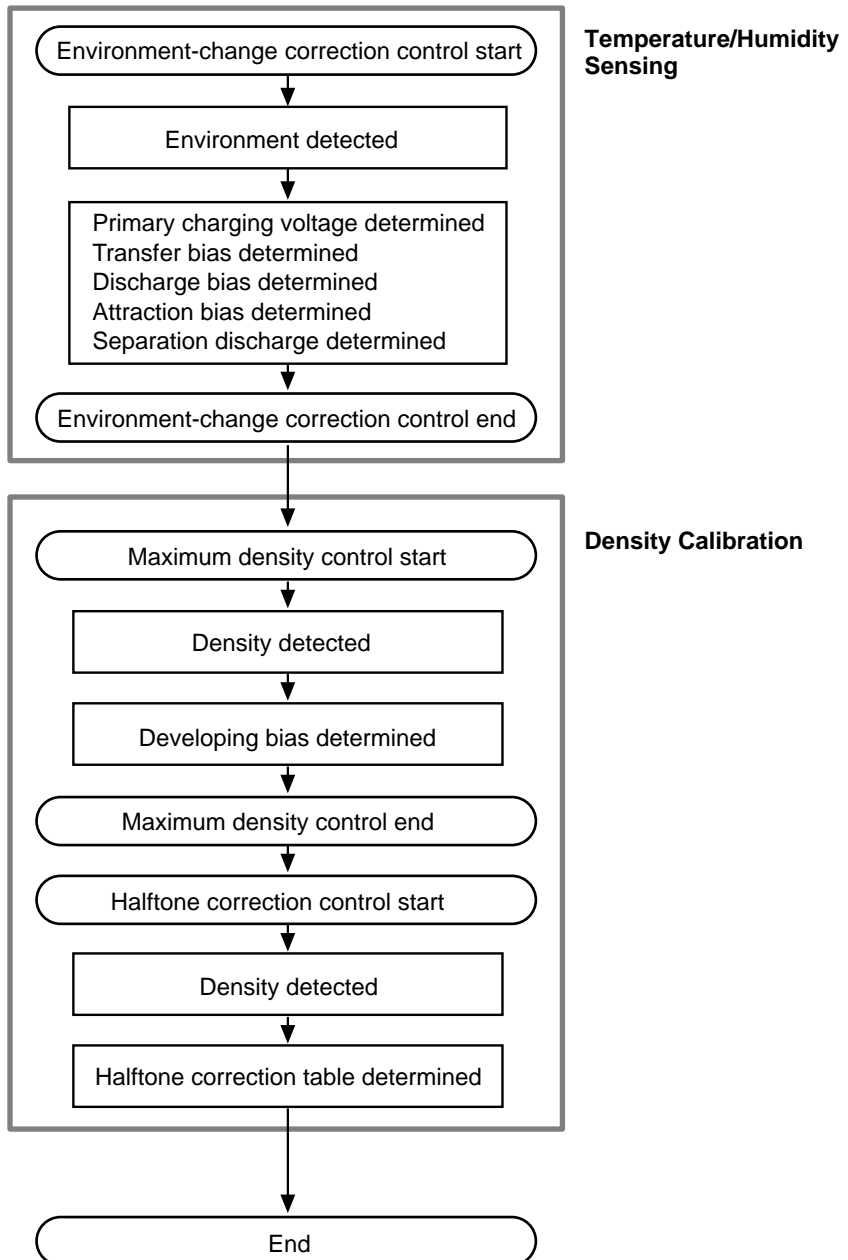 Environment-change correction control start
Temperature/Humidity
Sensing
Environment detected
Primary charging voltage determined
Transfer bias determined
Discharge bias determined
Attraction bias determined
Separation discharge determined
Environment-change correction control end
Maximum density control start
Density Calibration
Density detected
Developing bias determined
Maximum density control end
Halftone correction control start
Density detected
Halftone correction table determined
End